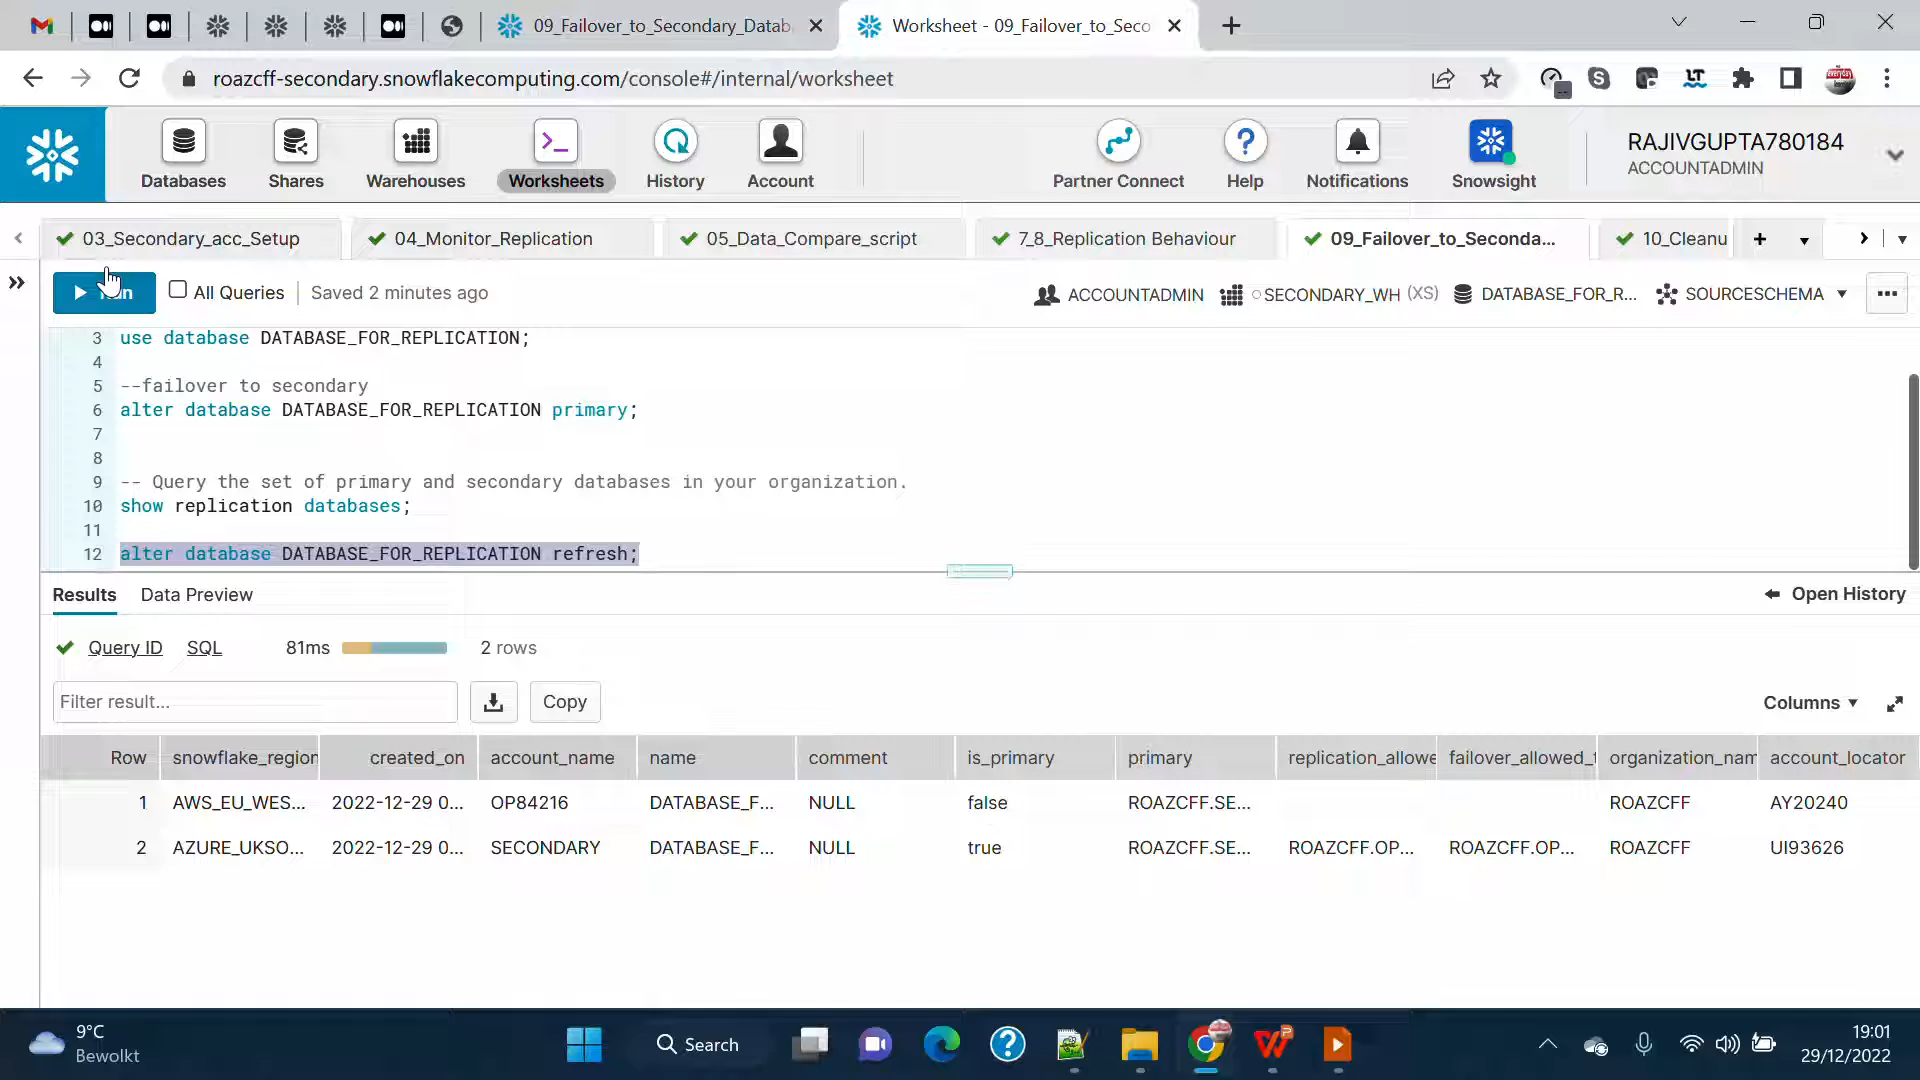 09_Failover_to_Secondary_Datab
Worksheet - 09_Failover_to_Seco
roazcff-secondary.snowflakecomputing.com/console#/internal/worksheet
Databases
Shares
Warehouses
Worksheets
History
Account
Partner Connect
Help
Notifications
Snowsight
RAJIVGUPTA780184
ACCOUNTADMIN
03_Secondary_acc_Setup
04_Monitor_Replication
05_Data_Compare_script
7_8_Replication Behaviour
09_Failover_to_Seconda...
10_Cleanu
All Queries
Saved 2 minutes ago
ACCOUNTADMIN
SECONDARY_WH (XS)
DATABASE_FOR_R...
SOURCESCHEMA
3 use database DATABASE_FOR_REPLICATION;
4
5 --failover to secondary
6 alter database DATABASE_FOR_REPLICATION primary;
7
8
9 -- Query the set of primary and secondary databases in your organization.
10 show replication databases;
11
12 alter database DATABASE_FOR_REPLICATION refresh;
Results Data Preview
Open History
Query ID SQL 81ms 2 rows
Filter result... Copy
Columns
Row snowflake_region created_on account_name name comment is_primary primary replication_allowe failover_allowed_t organization_nam account_locator
1 AWS_EU_WES... 2022-12-29 0... OP84216 DATABASE_F... NULL false ROAZCFF.SE... ROAZCFF AY20240
2 AZURE_UKSO... 2022-12-29 0... SECONDARY DATABASE_F... NULL true ROAZCFF.SE... ROAZCFF.OP... ROAZCFF.OP... ROAZCFF UI93626
9°C
Bewolkt
Search
19:01
29/12/2022